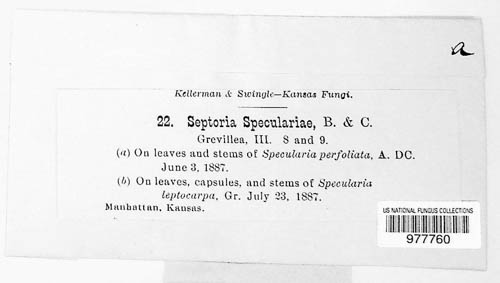 a
Kellerman & Swingle—Kansas Fungi.
22. Septoria Speculariae, B. & C.
Grevillea, III. 8 and 9.
(a) On leaves and stems of Specularia perfoliata, A. DC.
June 3, 1887.
(b) On leaves, capsules, and stems of Specularia
leptocarpa, Gr. July 23, 1887.
Manhattan, Kansas.
US NATIONAL FUNGUS COLLECTIONS
977760